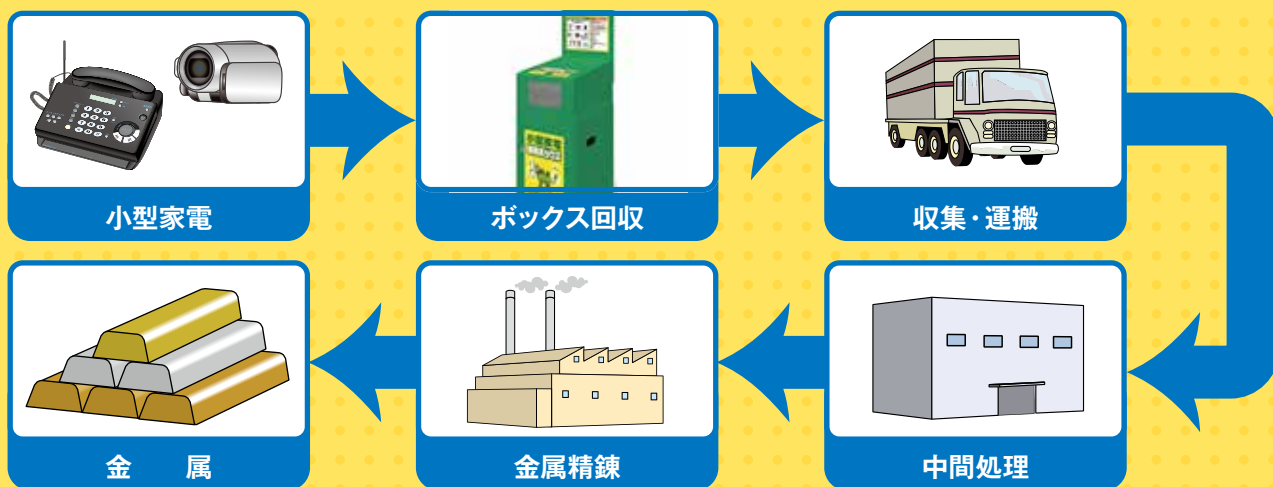 小型家電
ボックス回収
収集・運搬
中間処理
金属精錬
金　属